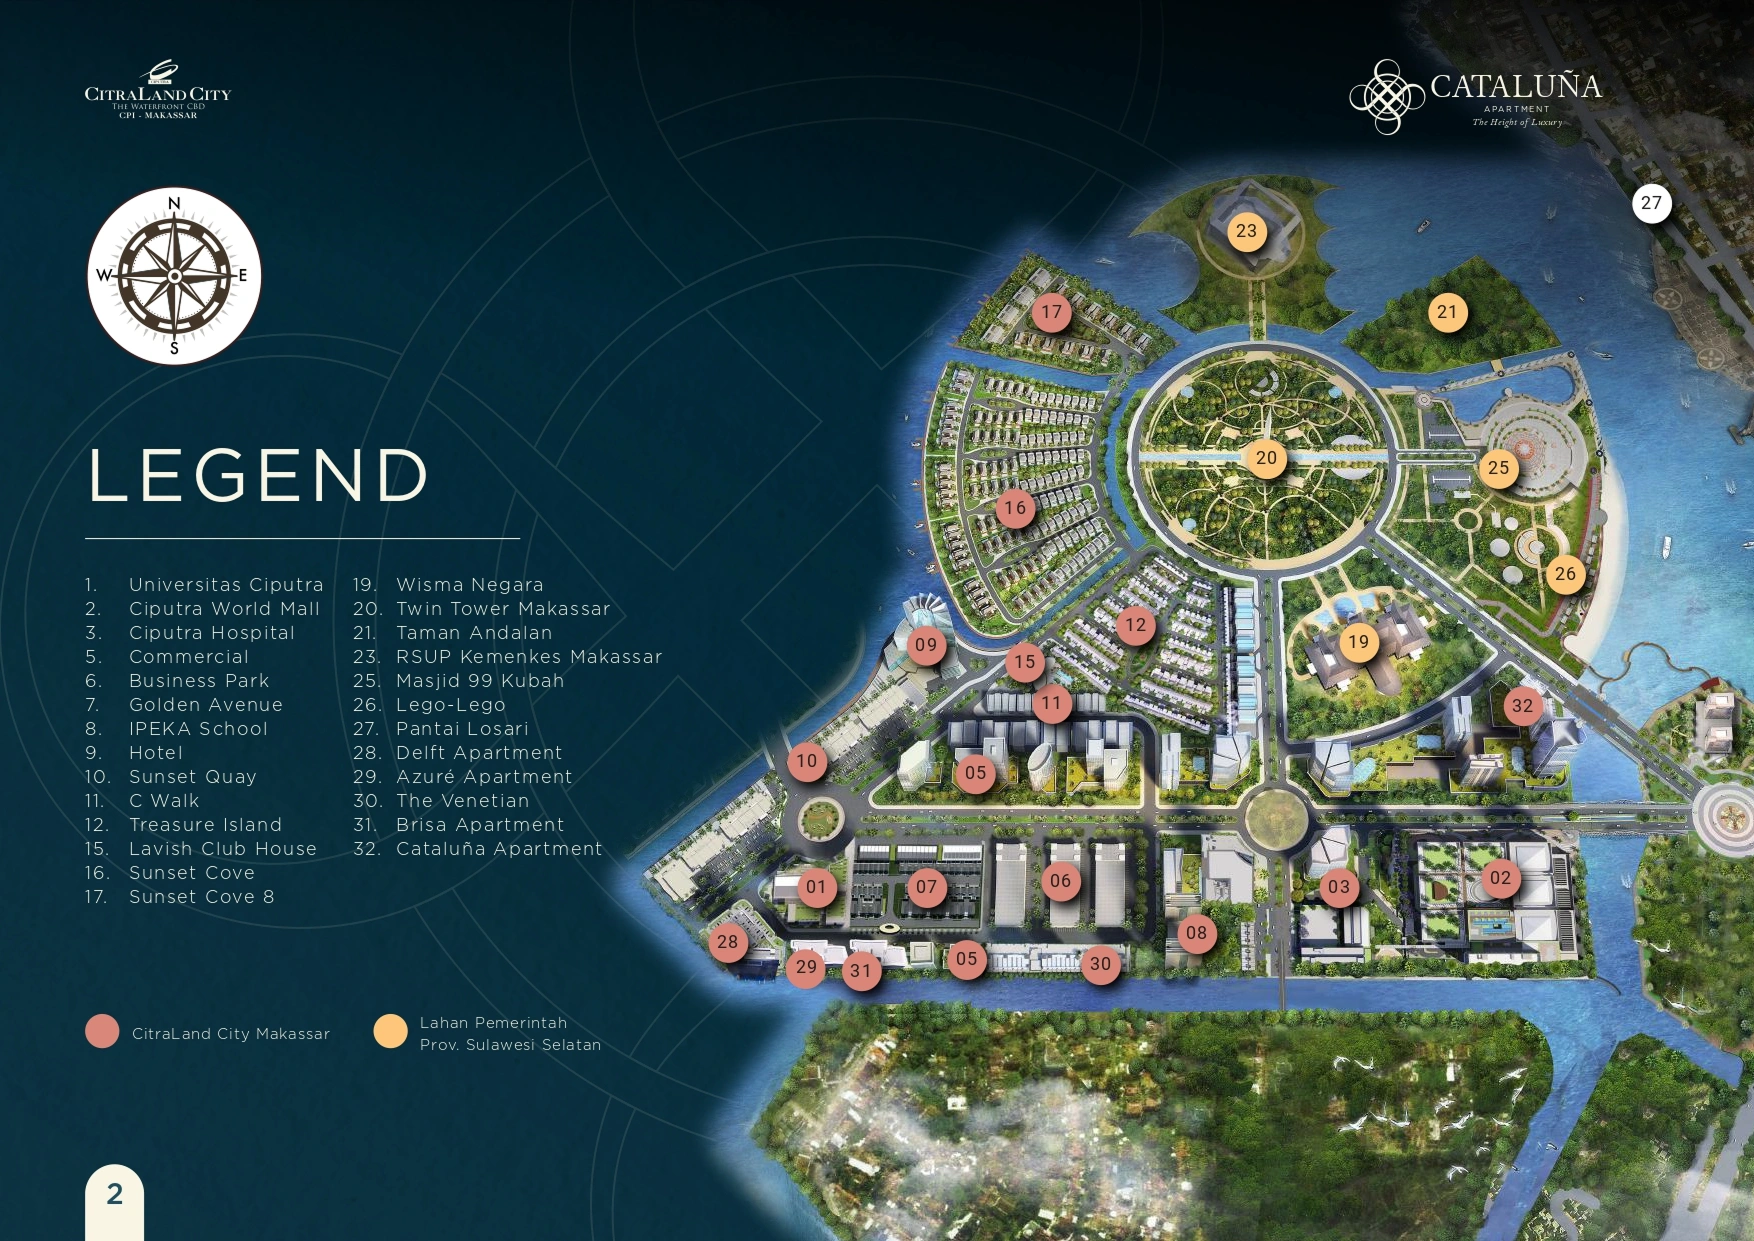 CITRALAND CITY
THE WATERFRONT CBD
CPI - MAKASSAR
CATALUÑA
APARTMENT
The Height of Luxury
N
W
E
S
LEGEND
1. Universitas Ciputra
2. Ciputra World Mall
3. Ciputra Hospital
5. Commercial
6. Business Park
7. Golden Avenue
8. IPEKA School
9. Hotel
10. Sunset Quay
11. C Walk
12. Treasure Island
15. Lavish Club House
16. Sunset Cove
17. Sunset Cove 8
19. Wisma Negara
20. Twin Tower Makassar
21. Taman Andalan
23. RSUP Kemenkes Makassar
25. Masjid 99 Kubah
26. Lego-Lego
27. Pantai Losari
28. Delft Apartment
29. Azuré Apartment
30. The Venetian
31. Brisa Apartment
32. Cataluña Apartment
CitraLand City Makassar
Lahan Pemerintah
Prov. Sulawesi Selatan
2
27
23
17
21
20
25
16
26
12
09
19
15
11
32
10
05
01
07
06
03
02
28
08
29
31
05
30